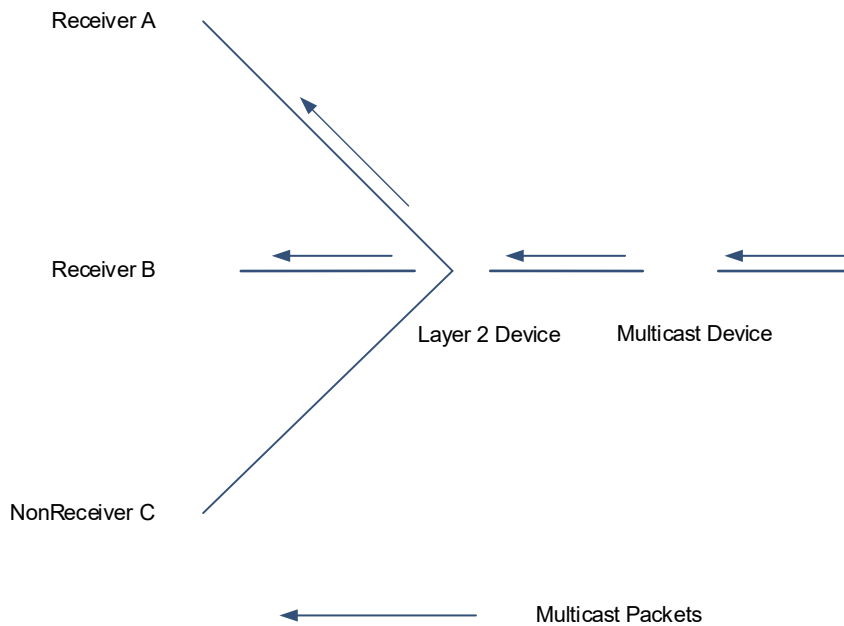 Receiver A
Receiver B
Layer 2 Device
Multicast Device
NonReceiver C
Multicast Packets